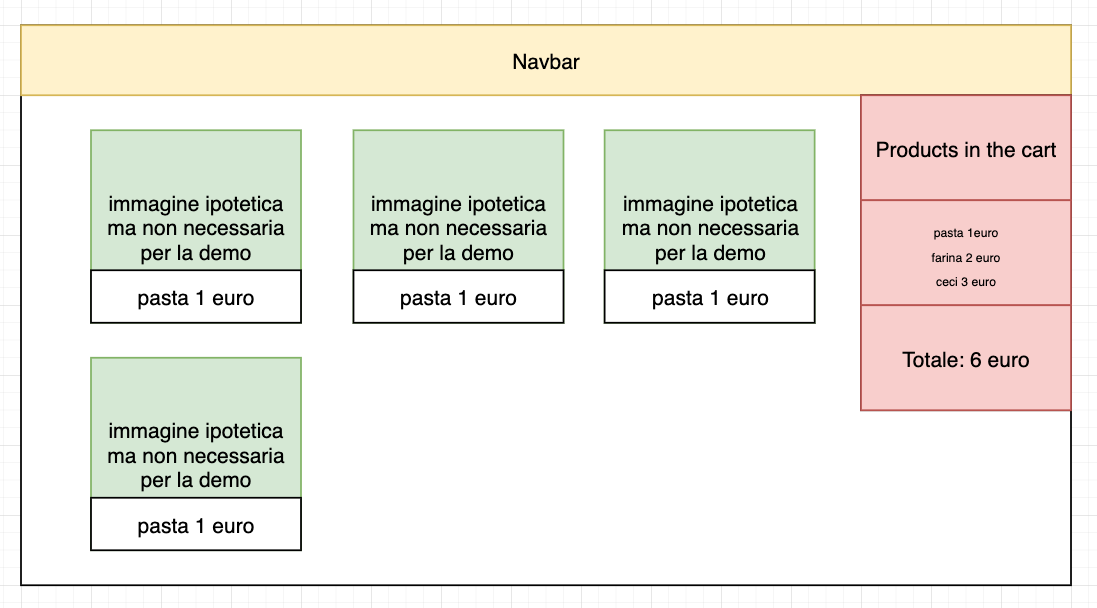 Navbar
immagine ipotetica
ma non necessaria
per la demo
pasta 1 euro
immagine ipotetica
ma non necessaria
per la demo
pasta 1 euro
immagine ipotetica
ma non necessaria
per la demo
pasta 1 euro
Products in the cart
pasta 1euro
farina 2 euro
ceci 3 euro
Totale: 6 euro
immagine ipotetica
ma non necessaria
per la demo
pasta 1 euro